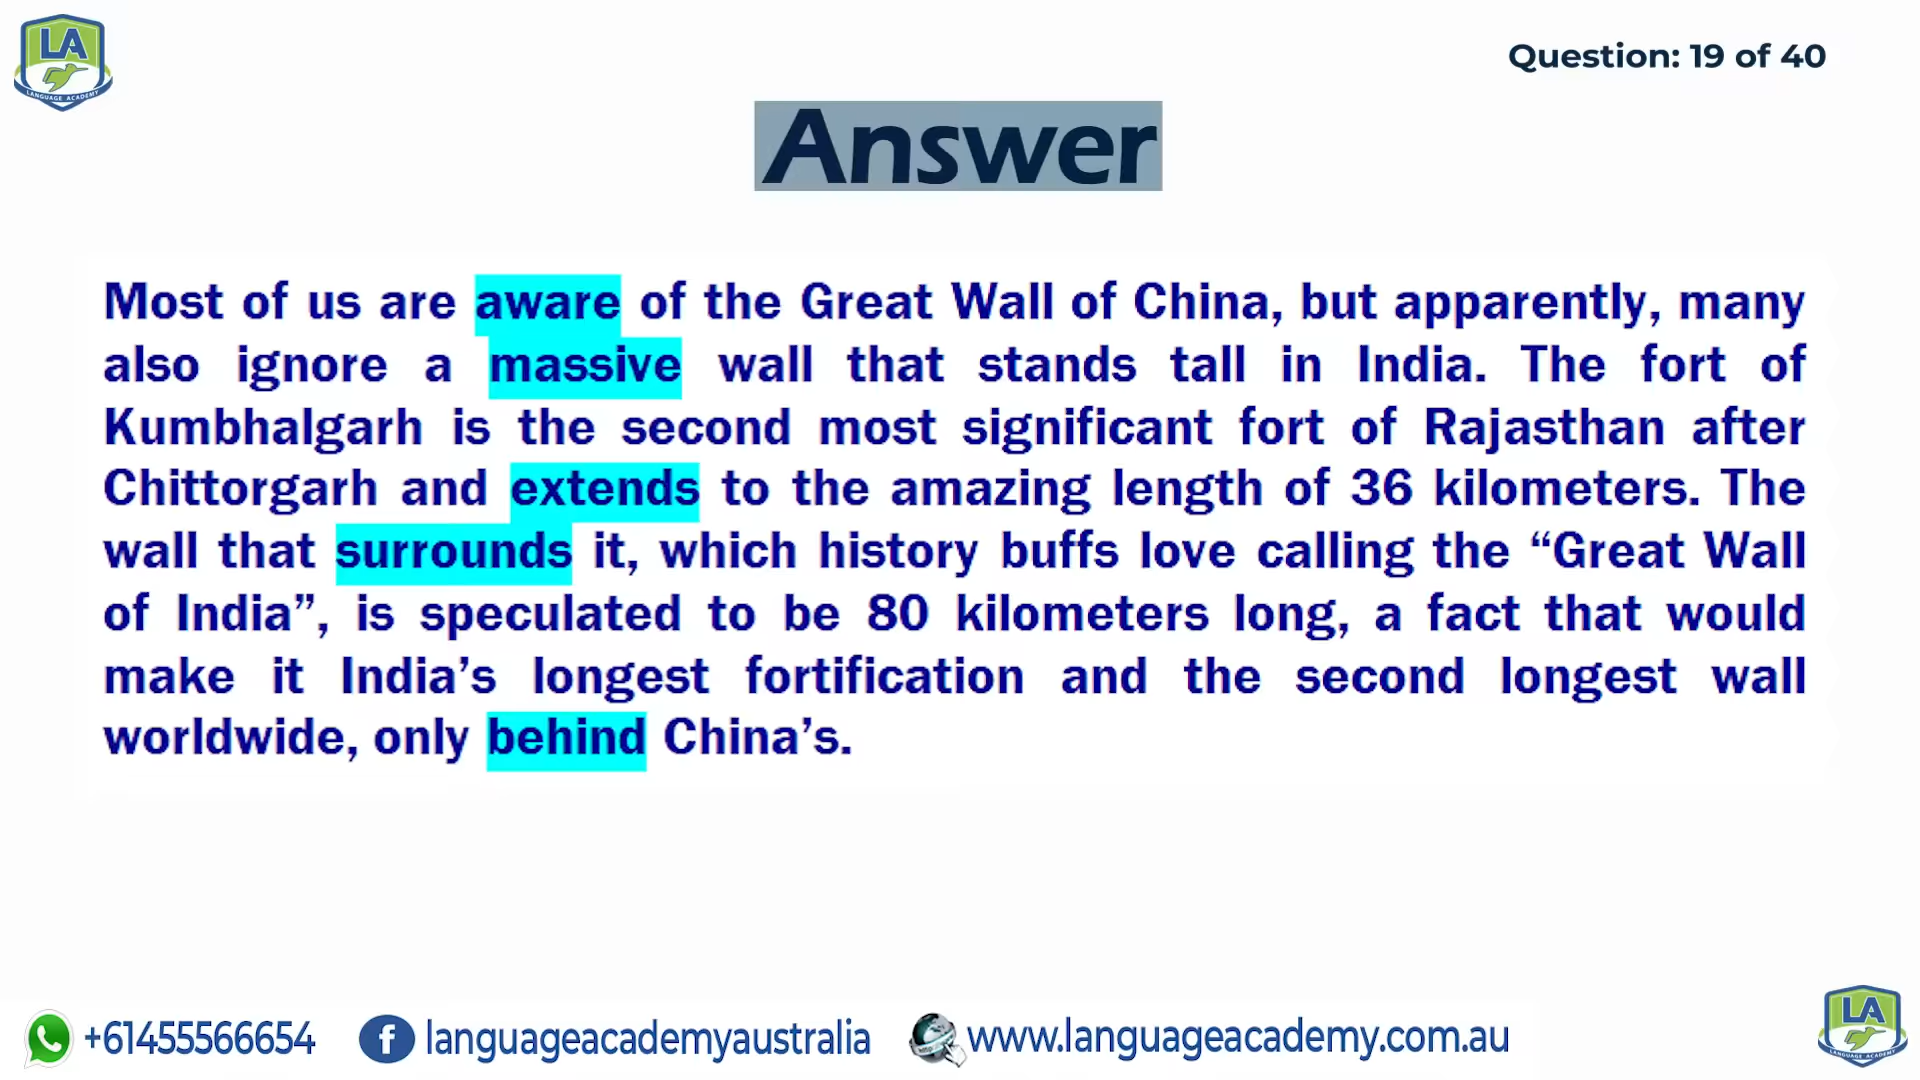 LA
LANGUAGE ACADEMY
Question: 19 of 40
Answer
Most of us are aware of the Great Wall of China, but apparently, many
also ignore a massive wall that stands tall in India. The fort of
Kumbhalgarh is the second most significant fort of Rajasthan after
Chittorgarh and extends to the amazing length of 36 kilometers. The
wall that surrounds it, which history buffs love calling the “Great Wall
of India”, is speculated to be 80 kilometers long, a fact that would
make it India’s longest fortification and the second longest wall
worldwide, only behind China’s.
+61455566654
languageacademyaustralia
www.languageacademy.com.au
LA
LANGUAGE ACADEMY